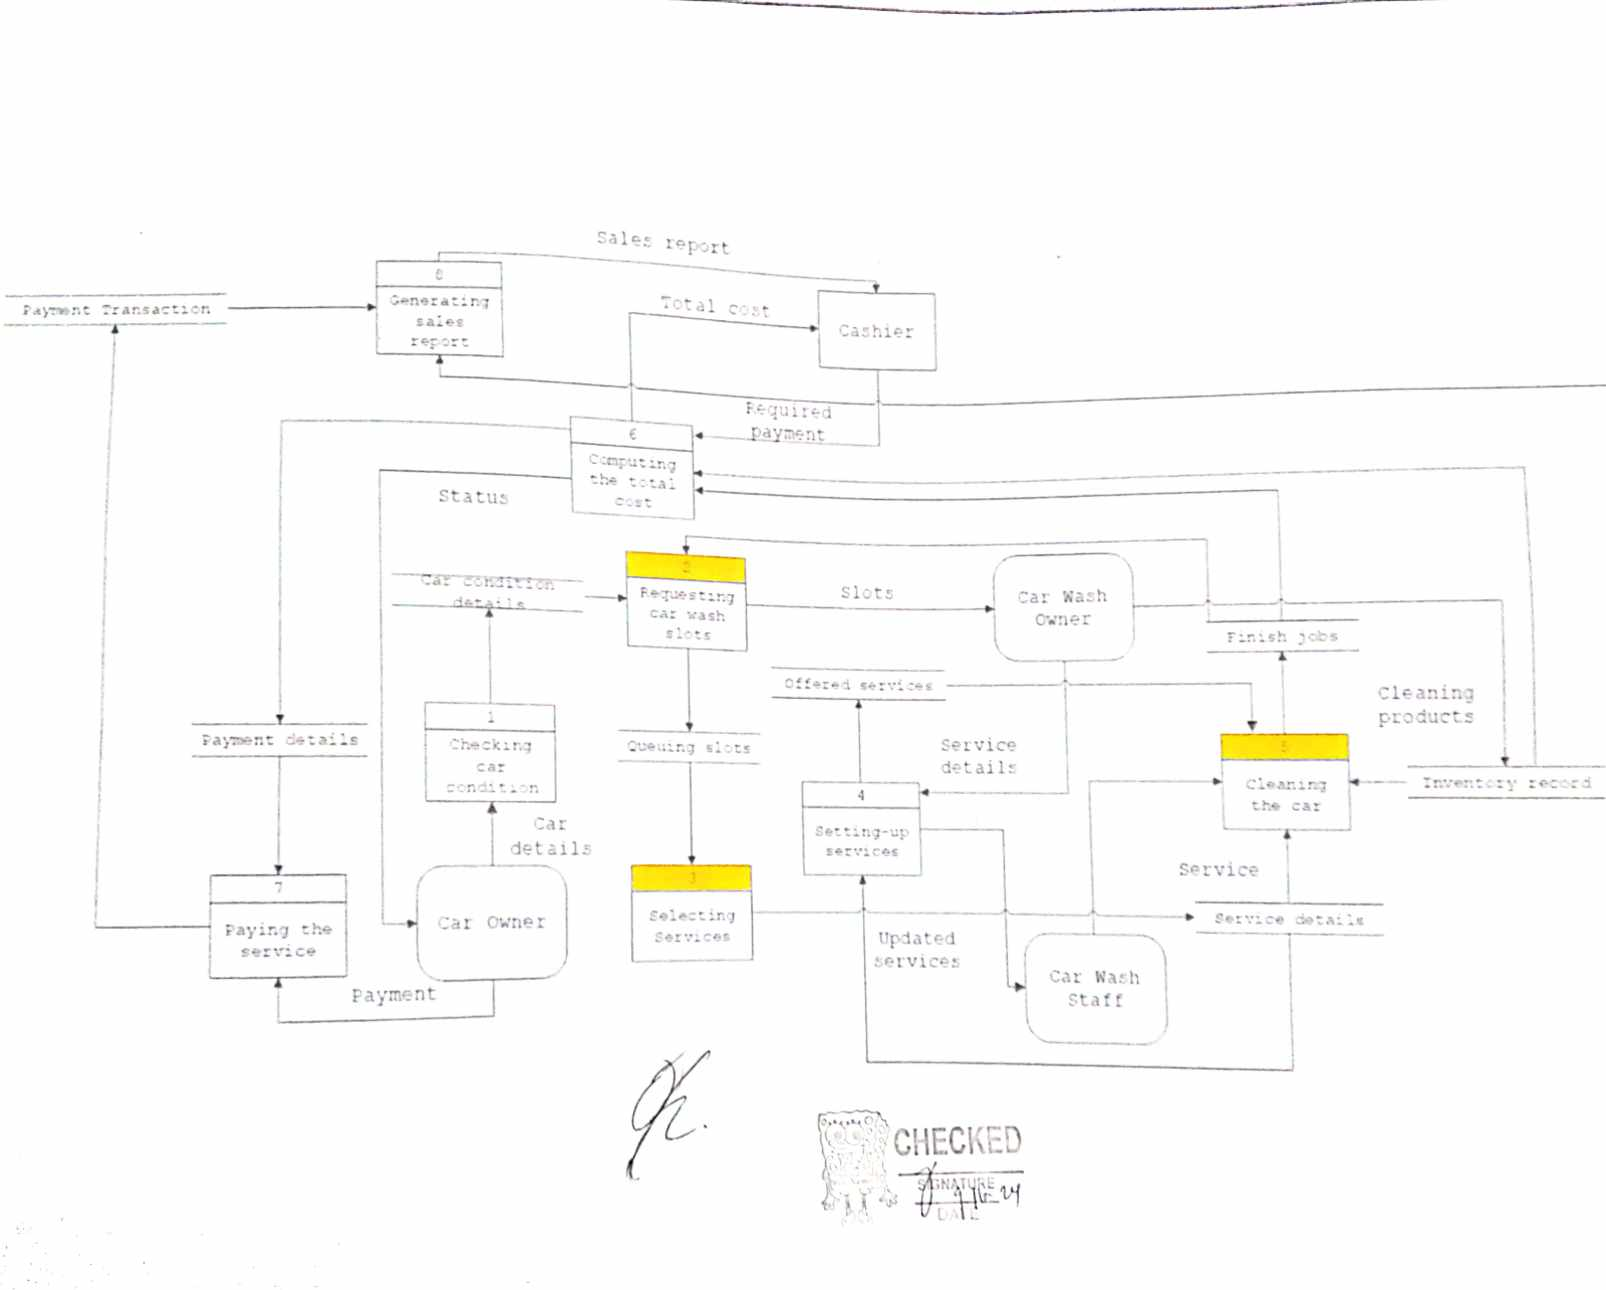 Sales report
8
Generating
sales
report
Payment Transaction
Total cost
Cashier
Required
payment
6
Computing
the total
cost
Status
2
Requesting
car wash
slots
Car condition
details
Slots
Car Wash
Owner
Finish jobs
Offered services
Cleaning
products
1
Checking
car
condition
Payment details
Queuing slots
Service
details
5
Cleaning
the car
Inventory record
4
Setting-up
services
Car
details
7
Paying the
service
Car Owner
3
Selecting
Services
Service
Service details
Updated
services
Car Wash
Staff
Payment
CHECKED
SIGNATURE
DATE